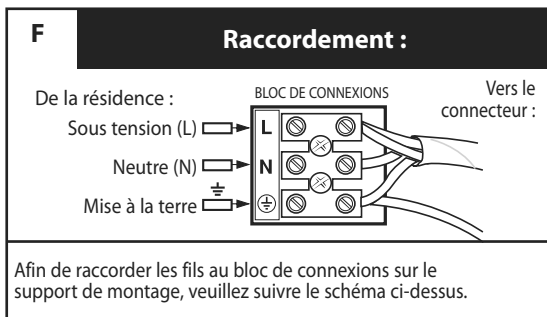 F
Raccordement :
De la résidence :
BLOC DE CONNEXIONS
Vers le
connecteur :
Sous tension (L)
L
Neutre (N)
N
Mise à la terre
Afin de raccorder les fils au bloc de connexions sur le
support de montage, veuillez suivre le schéma ci-dessus.